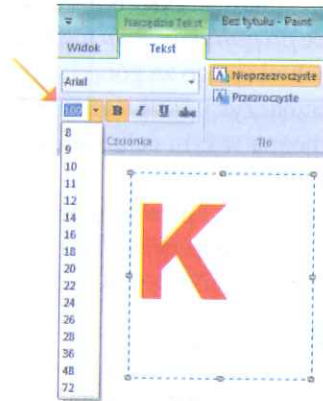 Narzędzia Tekst Bez tytułu - Paint
Widok Tekst
Arial
Nieprzezroczyste
100 B I U abc
Przezroczyste
Czcionka Tło
8
9
10
11
12
14
16
18
20
22
24
26
28
36
48
72
K